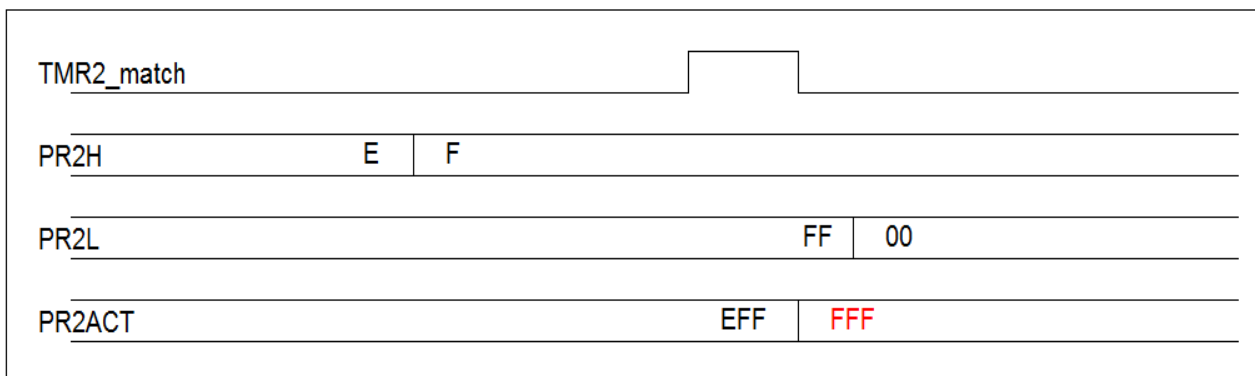 TMR2_match
PR2H E F
PR2L FF 00
PR2ACT EFF FFF